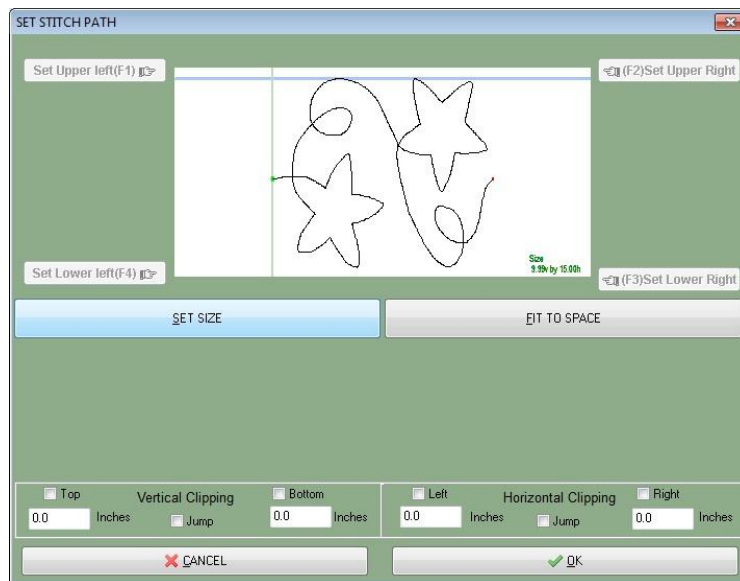 SET STITCH PATH
Set Upper left(F1)
(F2)Set Upper Right
Size
9.99v by 15.00h
Set Lower left(F4)
(F3)Set Lower Right
SET SIZE
FIT TO SPACE
Top
Vertical Clipping
Bottom
Left
Horizontal Clipping
Right
0.0
Inches
Jump
0.0
Inches
0.0
Inches
Jump
0.0
Inches
CANCEL
OK